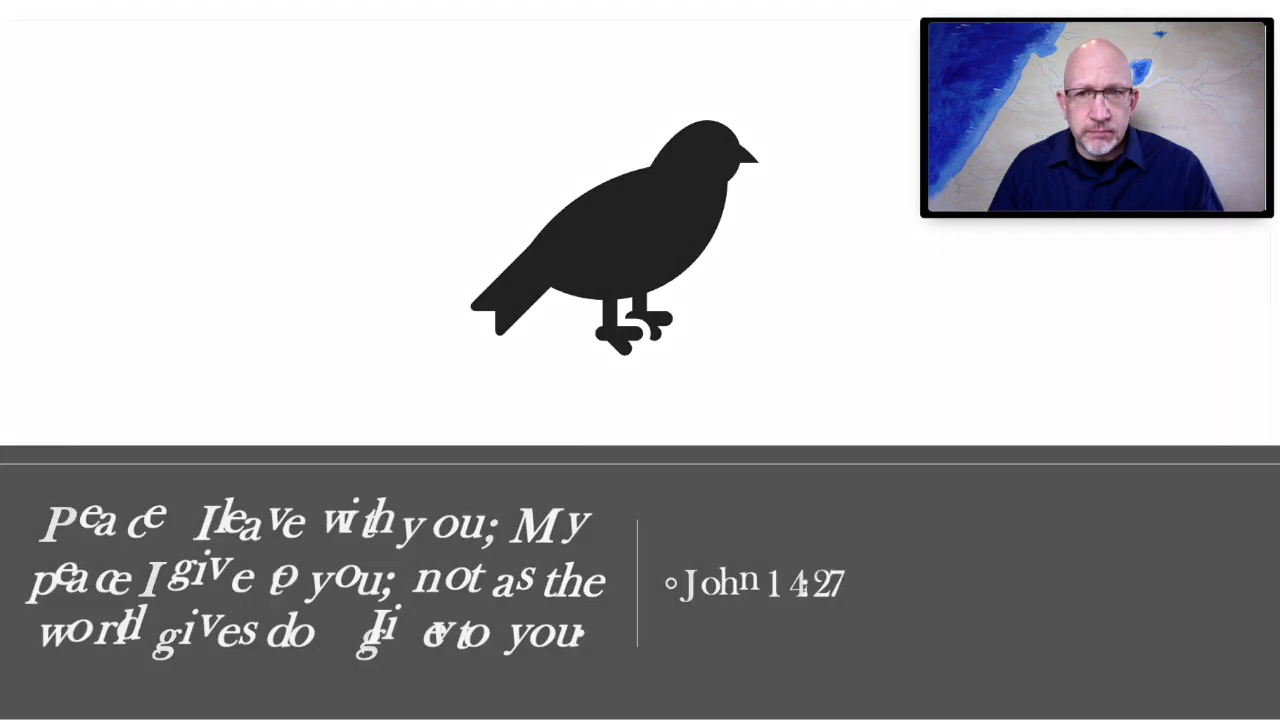 Peace I leave with you; My
peace I give to you; not as the
world gives do I give to you.
John 14:27